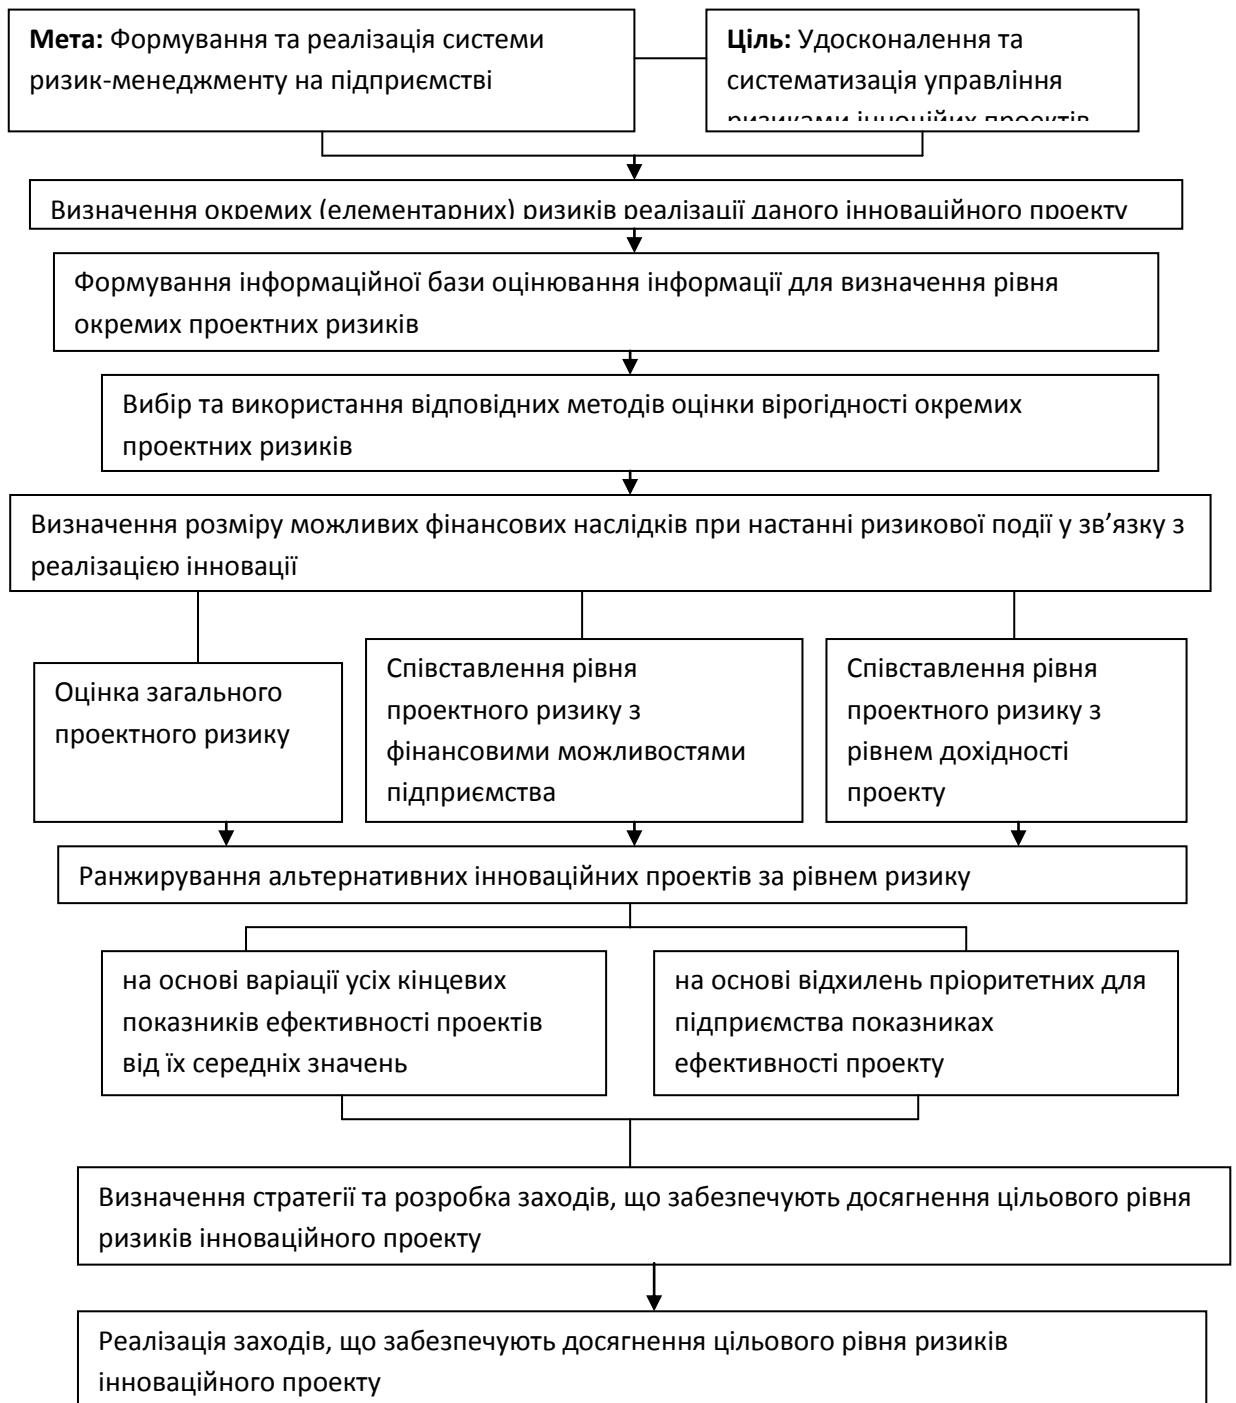 Мета: Формування та реалізація системи
ризик-менеджменту на підприємстві
Ціль: Удосконалення та
систематизація управління
ризиками інноційих проектів
Визначення окремих (елементарних) ризиків реалізації даного інноваційного проекту
Формування інформаційної бази оцінювання інформації для визначення рівня
окремих проектних ризиків
Вибір та використання відповідних методів оцінки вірогідності окремих
проектних ризиків
Визначення розміру можливих фінансових наслідків при настанні ризикової події у зв’язку з
реалізацією інновації
Оцінка загального
проектного ризику
Співставлення рівня
проектного ризику з
фінансовими можливостями
підприємства
Співставлення рівня
проектного ризику з
рівнем дохідності
проекту
Ранжирування альтернативних інноваційних проектів за рівнем ризику
на основі варіації усіх кінцевих
показників ефективності проектів
від їх середніх значень
на основі відхилень пріоритетних для
підприємства показниках
ефективності проекту
Визначення стратегії та розробка заходів, що забезпечують досягнення цільового рівня
ризиків інноваційного проекту
Реалізація заходів, що забезпечують досягнення цільового рівня ризиків
інноваційного проекту